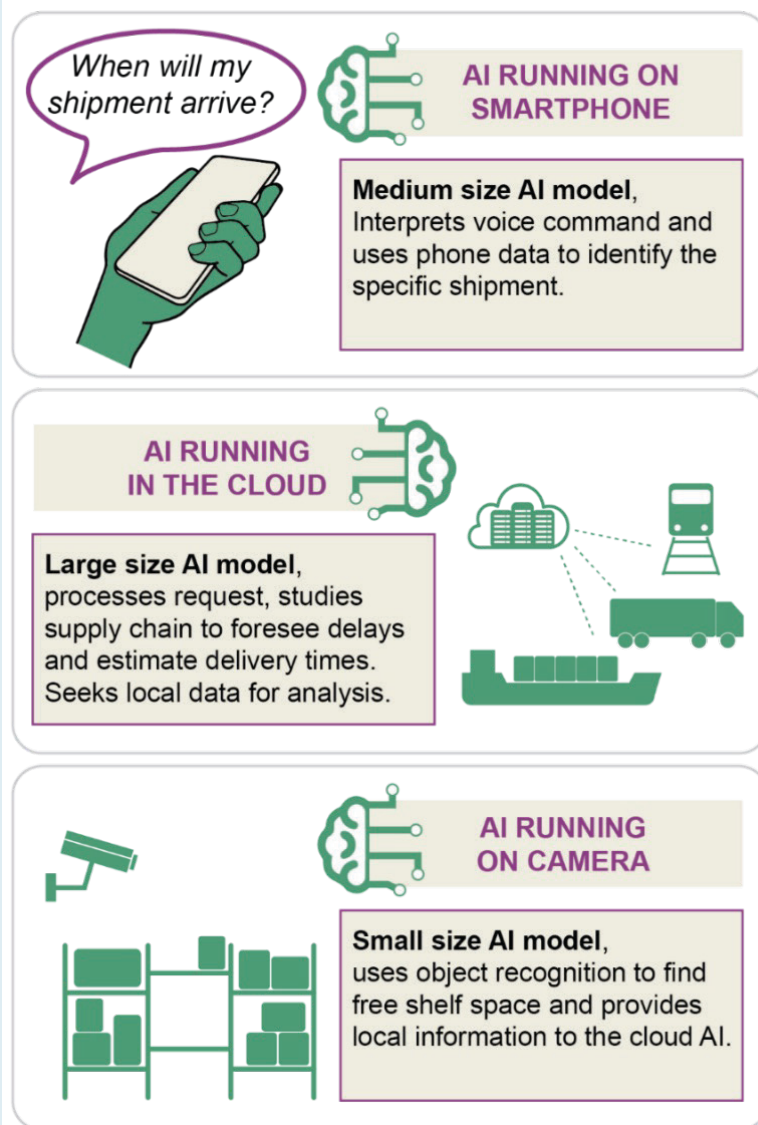 When will my
shipment arrive?
AI RUNNING ON
SMARTPHONE
Medium size AI model,
Interprets voice command and
uses phone data to identify the
specific shipment.
AI RUNNING
IN THE CLOUD
Large size AI model,
processes request, studies
supply chain to foresee delays
and estimate delivery times.
Seeks local data for analysis.
AI RUNNING
ON CAMERA
Small size AI model,
uses object recognition to find
free shelf space and provides
local information to the cloud AI.